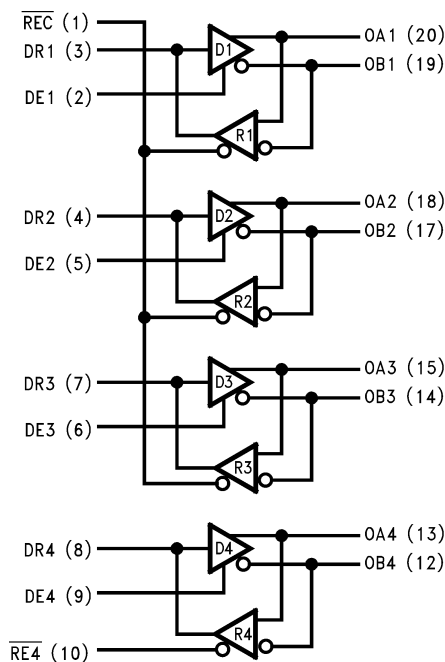 R̅E̅C̅ (1)
DR1 (3)
D1
OA1 (20)
OB1 (19)
DE1 (2)
R1
DR2 (4)
D2
OA2 (18)
OB2 (17)
DE2 (5)
R2
DR3 (7)
D3
OA3 (15)
OB3 (14)
DE3 (6)
R3
DR4 (8)
D4
OA4 (13)
OB4 (12)
DE4 (9)
R4
R̅E̅4̅ (10)